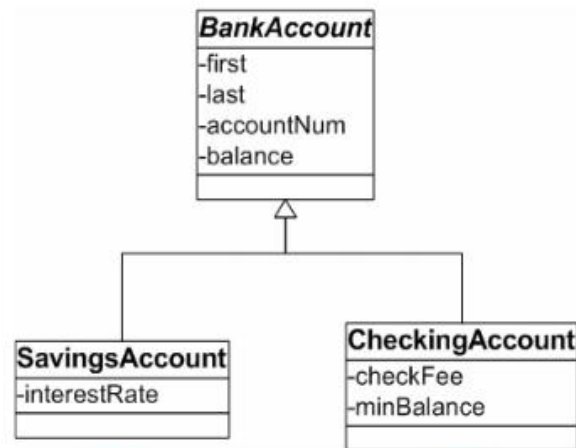 BankAccount
-first
-last
-accountNum
-balance
SavingsAccount
-interestRate
CheckingAccount
-checkFee
-minBalance